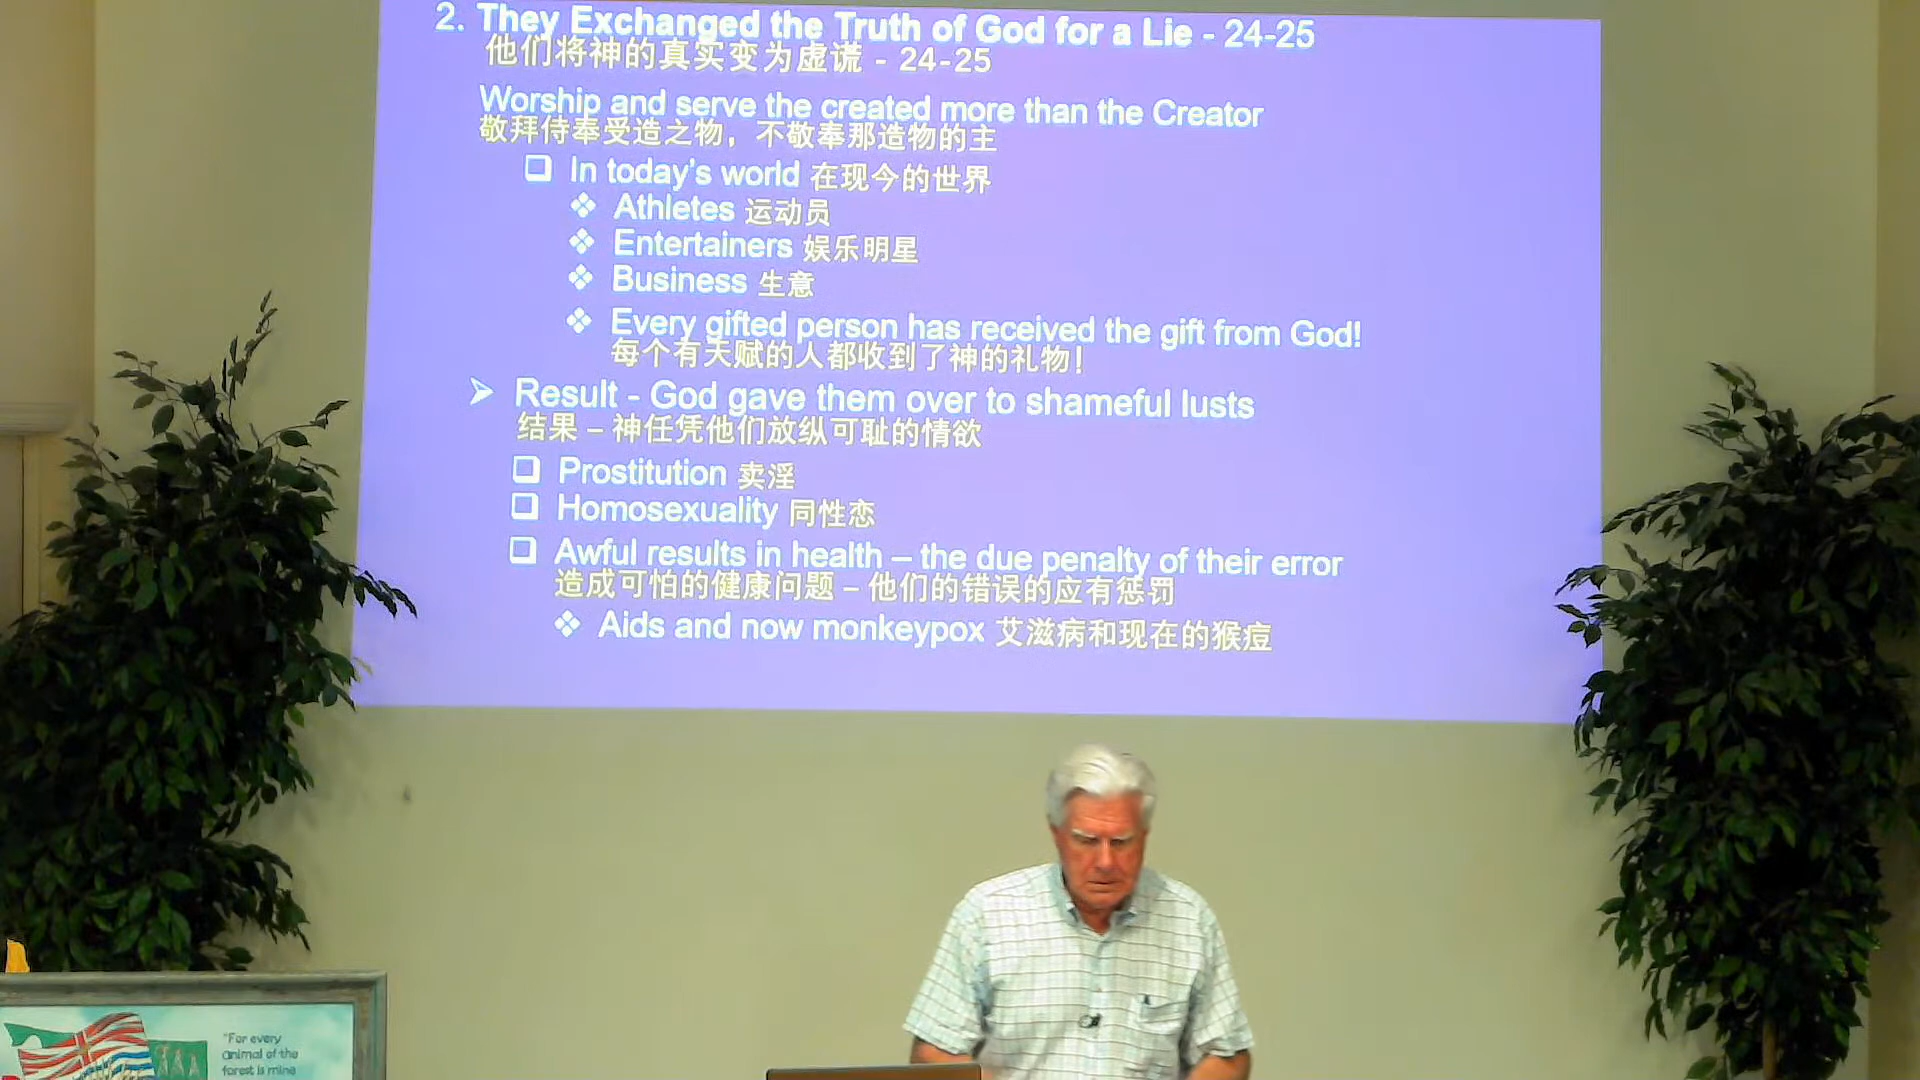 2. They Exchanged the Truth of God for a Lie - 24-25
他们将神的真实变为虚谎 - 24-25
Worship and serve the created more than the Creator
敬拜侍奉受造之物，不敬奉那造物的主
In today's world 在现今的世界
Athletes 运动员
Entertainers 娱乐明星
Business 生意
Every gifted person has received the gift from God!
每个有天赋的人都收到了神的礼物!
Result - God gave them over to shameful lusts
结果 – 神任凭他们放纵可耻的情欲
Prostitution 卖淫
Homosexuality 同性恋
Awful results in health – the due penalty of their error
造成可怕的健康问题 – 他们的错误的应有惩罚
Aids and now monkeypox 艾滋病和现在的猴痘
"For every
animal of the
forest is mine